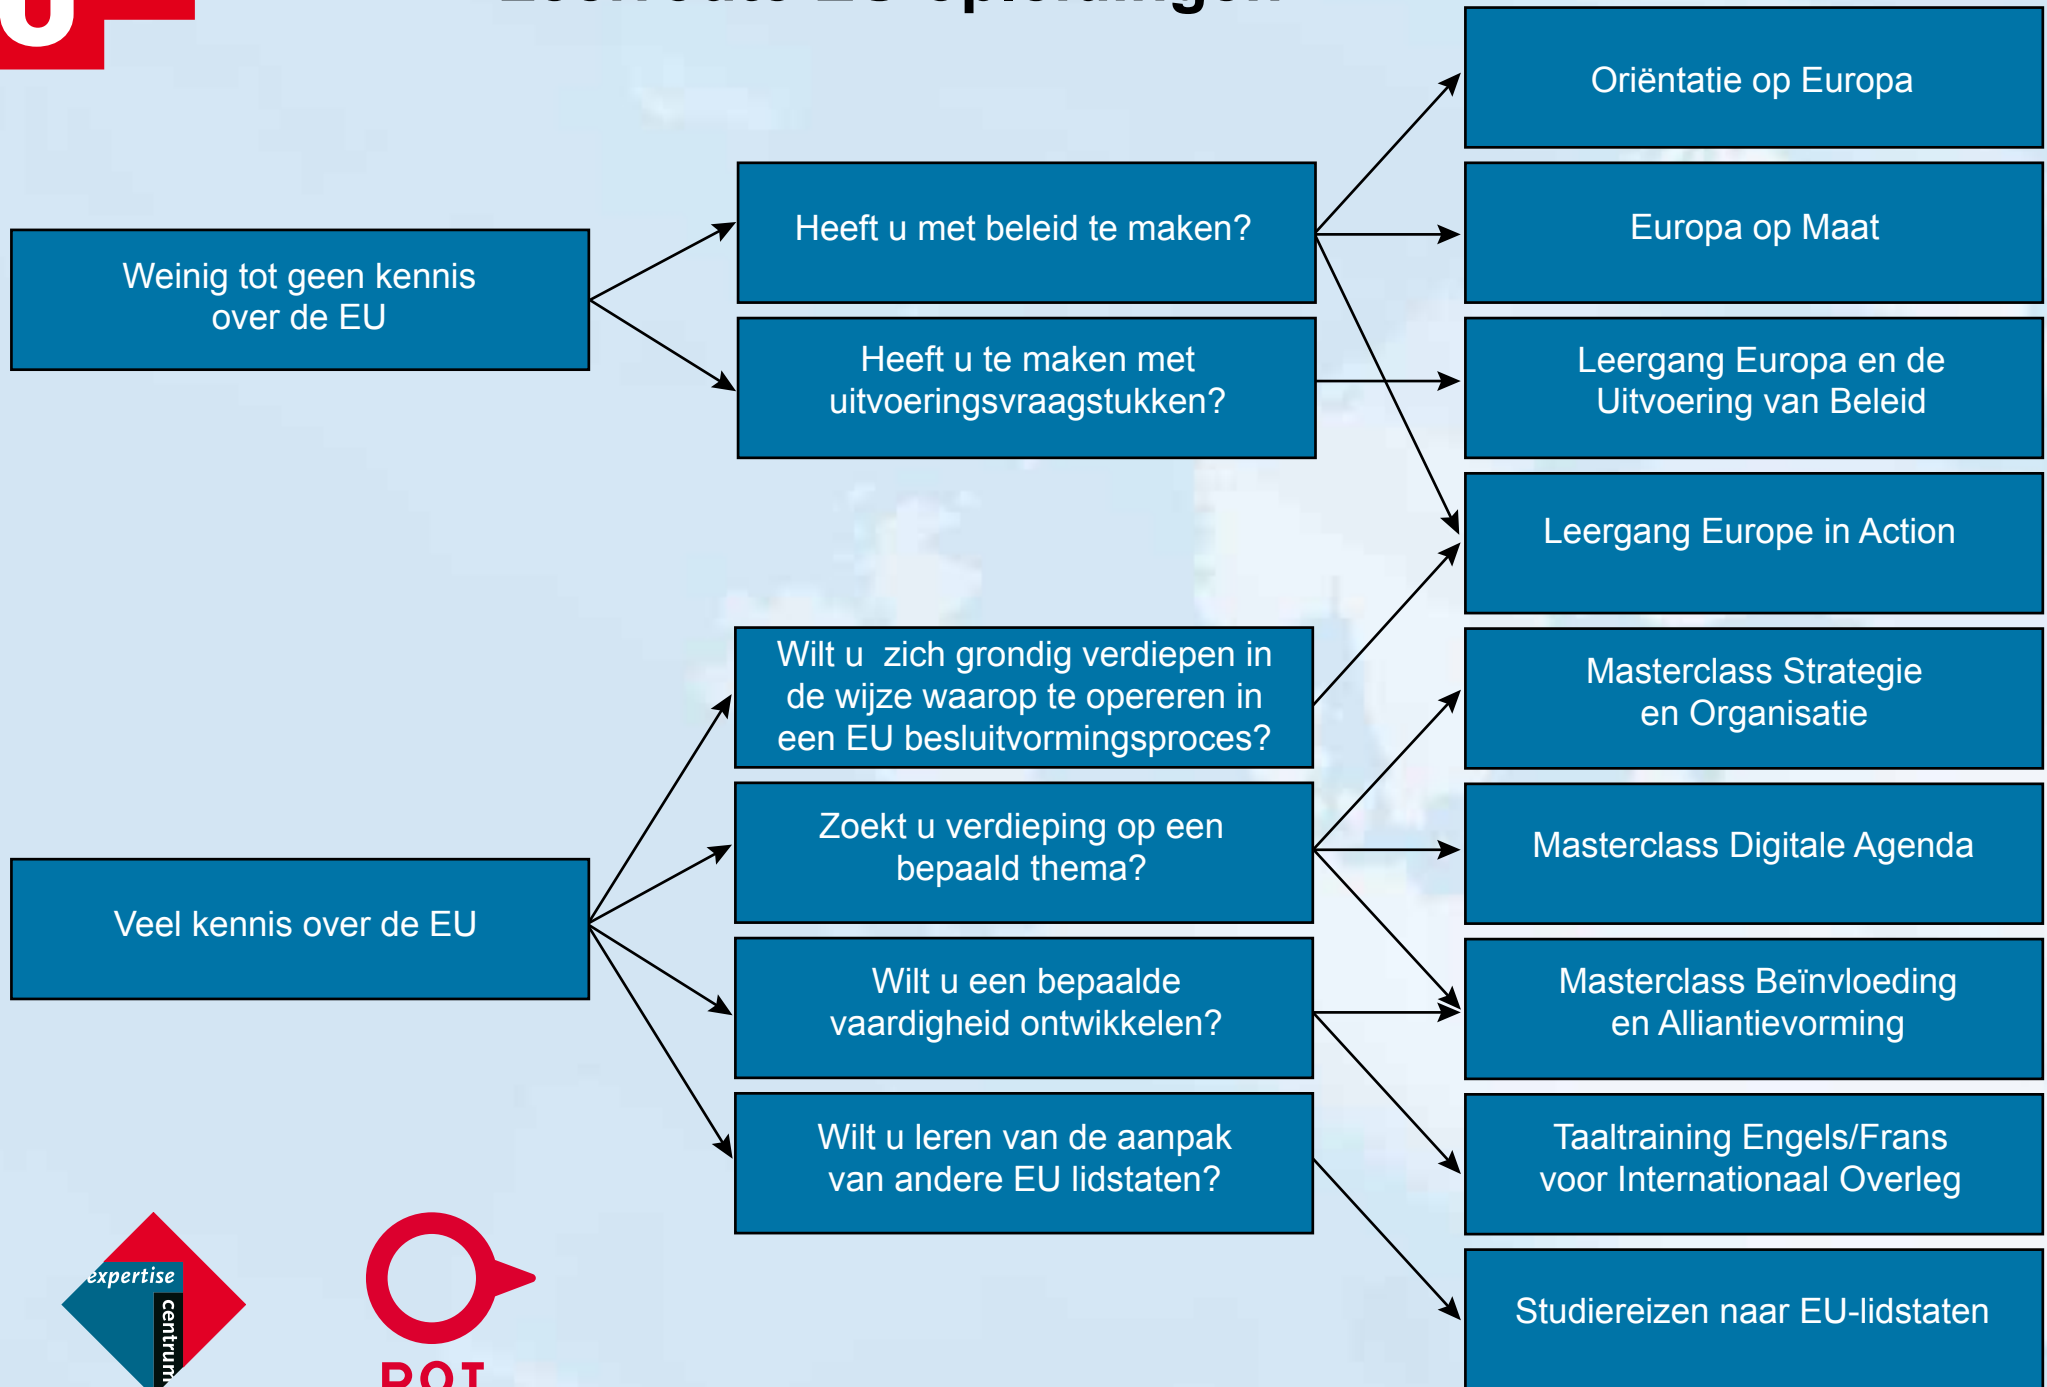 Weinig tot geen kennis
over de EU
Veel kennis over de EU
Heeft u met beleid te maken?
Heeft u te maken met
uitvoeringsvraagstukken?
Wilt u  zich grondig verdiepen in
de wijze waarop te opereren in
een EU besluitvormingsproces?
Zoekt u verdieping op een
bepaald thema?
Wilt u een bepaalde
vaardigheid ontwikkelen?
Wilt u leren van de aanpak
van andere EU lidstaten?
Oriëntatie op Europa
Europa op Maat
Leergang Europa en de
Uitvoering van Beleid
Leergang Europe in Action
Masterclass Strategie
en Organisatie
Masterclass Digitale Agenda
Masterclass Beïnvloeding
en Alliantievorming
Taaltraining Engels/Frans
voor Internationaal Overleg
Studiereizen naar EU-lidstaten
expertise
centrum
ROI